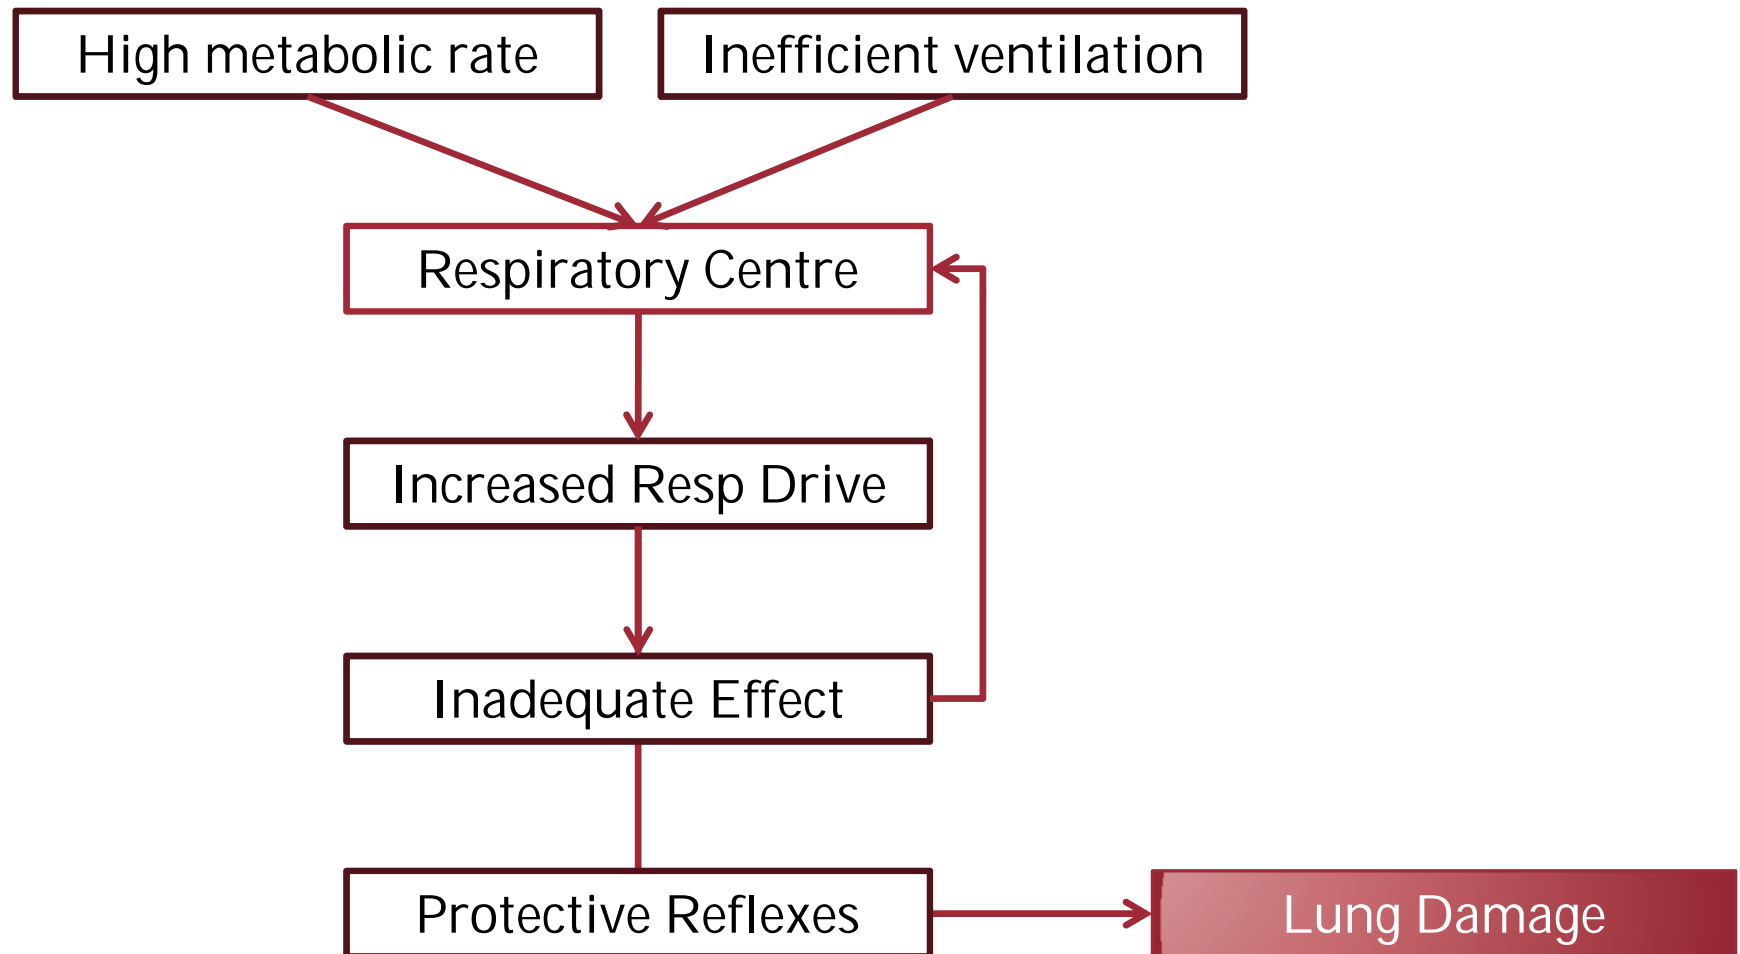 High metabolic rate
Inefficient ventilation
Respiratory Centre
Increased Resp Drive
Inadequate Effect
Protective Reflexes
Lung Damage